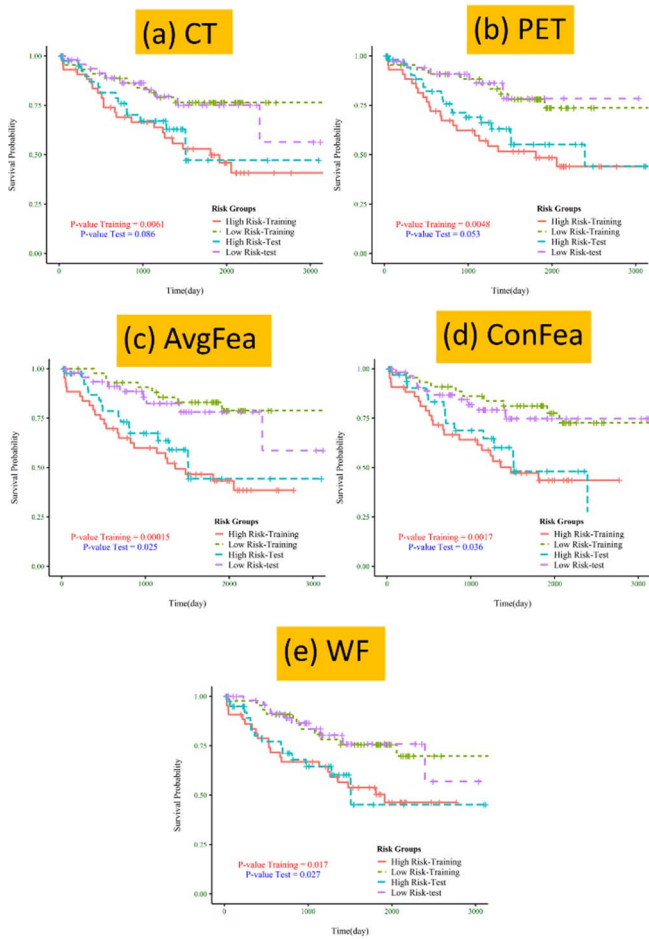 (a) CT
1.00
0.75
0.50
0.25
0.00
Survival Probability
P-value Training = 0.0061
P-value Test = 0.086
Risk Groups
High Risk-Training
Low Risk-Training
High Risk-Test
Low Risk-test
0
1000
2000
3000
Time(day)
(b) PET
1.00
0.75
0.50
0.25
0.00
Survival Probability
P-value Training = 0.0048
P-value Test = 0.053
Risk Groups
High Risk-Training
Low Risk-Training
High Risk-Test
Low Risk-test
0
1000
2000
3000
Time(day)
(c) AvgFea
1.00
0.75
0.50
0.25
0.00
Survival Probability
P-value Training = 0.00015
P-value Test = 0.025
Risk Groups
High Risk-Training
Low Risk-Training
High Risk-Test
Low Risk-test
0
1000
2000
3000
Time(day)
(d) ConFea
1.00
0.75
0.50
0.25
0.00
Survival Probability
P-value Training = 0.0017
P-value Test = 0.036
Risk Groups
High Risk-Training
Low Risk-Training
High Risk-Test
Low Risk-test
0
1000
2000
3000
Time(day)
(e) WF
1.00
0.75
0.50
0.25
0.00
Survival Probability
P-value Training = 0.017
P-value Test = 0.027
Risk Groups
High Risk-Training
Low Risk-Training
High Risk-Test
Low Risk-test
0
1000
2000
3000
Time(day)